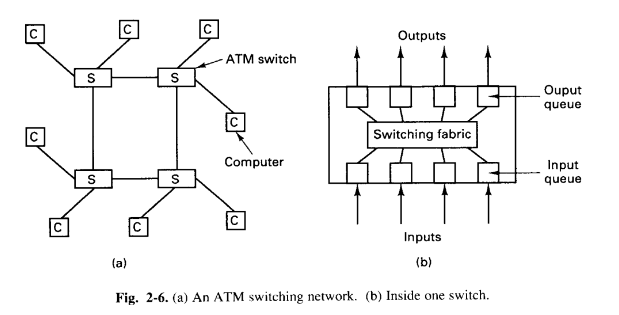 C
C
C
S
S
ATM switch
C
Computer
C
S
S
C
C
C
(a)
Outputs
Ouput
queue
Switching fabric
Input
queue
Inputs
(b)
Fig. 2-6. (a) An ATM switching network. (b) Inside one switch.